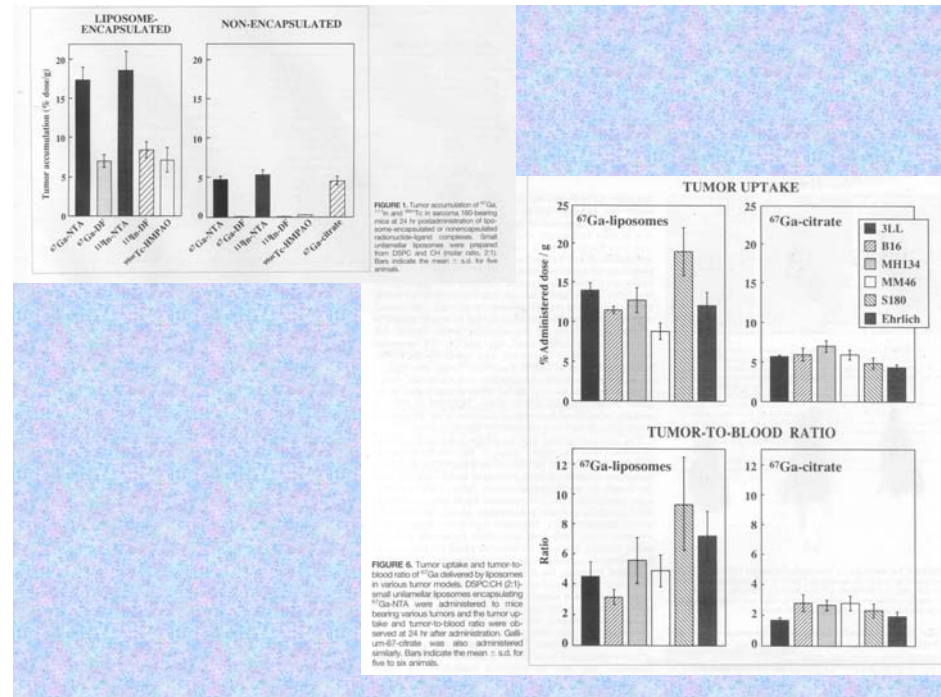 LIPOSOME-
ENCAPSULATED
NON-ENCAPSULATED
Tumor accumulation (% dose/g)
20
15
10
5
0
20
15
10
5
0
⁶⁷Ga-NTA
⁶⁷Ga-DF
¹¹¹In-NTA
¹¹¹In-DF
⁹⁹ᵐTc-HMPAO
⁶⁷Ga-NTA
⁶⁷Ga-DF
¹¹¹In-NTA
¹¹¹In-DF
⁹⁹ᵐTc-HMPAO
⁶⁷Ga-citrate
FIGURE 1. Tumor accumulation of ⁶⁷Ga,
¹¹¹In and ⁹⁹ᵐTc in sarcoma 180-bearing
mice at 24 hr postadministration of lipo-
some-encapsulated or nonencapsulated
radionuclide-ligand complexes. Small
unilamellar liposomes were prepared
from DSPC and CH (molar ratio, 2:1).
Bars indicate the mean ± s.d. for five
animals.
TUMOR UPTAKE
% Administered dose / g
25
20
15
10
5
0
⁶⁷Ga-liposomes
25
20
15
10
5
0
⁶⁷Ga-citrate
3LL
B16
MH134
MM46
S180
Ehrlich
TUMOR-TO-BLOOD RATIO
Ratio
12
10
8
6
4
2
0
⁶⁷Ga-liposomes
12
10
8
6
4
2
0
⁶⁷Ga-citrate
FIGURE 6. Tumor uptake and tumor-to-
blood ratio of ⁶⁷Ga delivered by liposomes
in various tumor models. DSPC:CH (2:1)-
small unilamellar liposomes encapsulating
⁶⁷Ga-NTA were administered to mice
bearing various tumors and the tumor up-
take and tumor-to-blood ratio were ob-
served at 24 hr after administration. Galli-
um-67-citrate was also administered
similarly. Bars indicate the mean ± s.d. for
five to six animals.